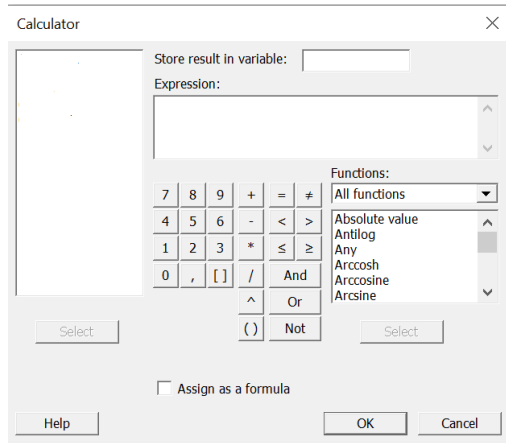 Calculator
Store result in variable:
Expression:
Functions:
7 8 9 + = ≠ All functions
4 5 6 - < > Absolute value
Antilog
1 2 3 * ≤ ≥ Any
Arccosh
0 , [ ] / And Arccosine
Arcsine
^ Or
Select ( ) Not Select
Assign as a formula
Help OK Cancel